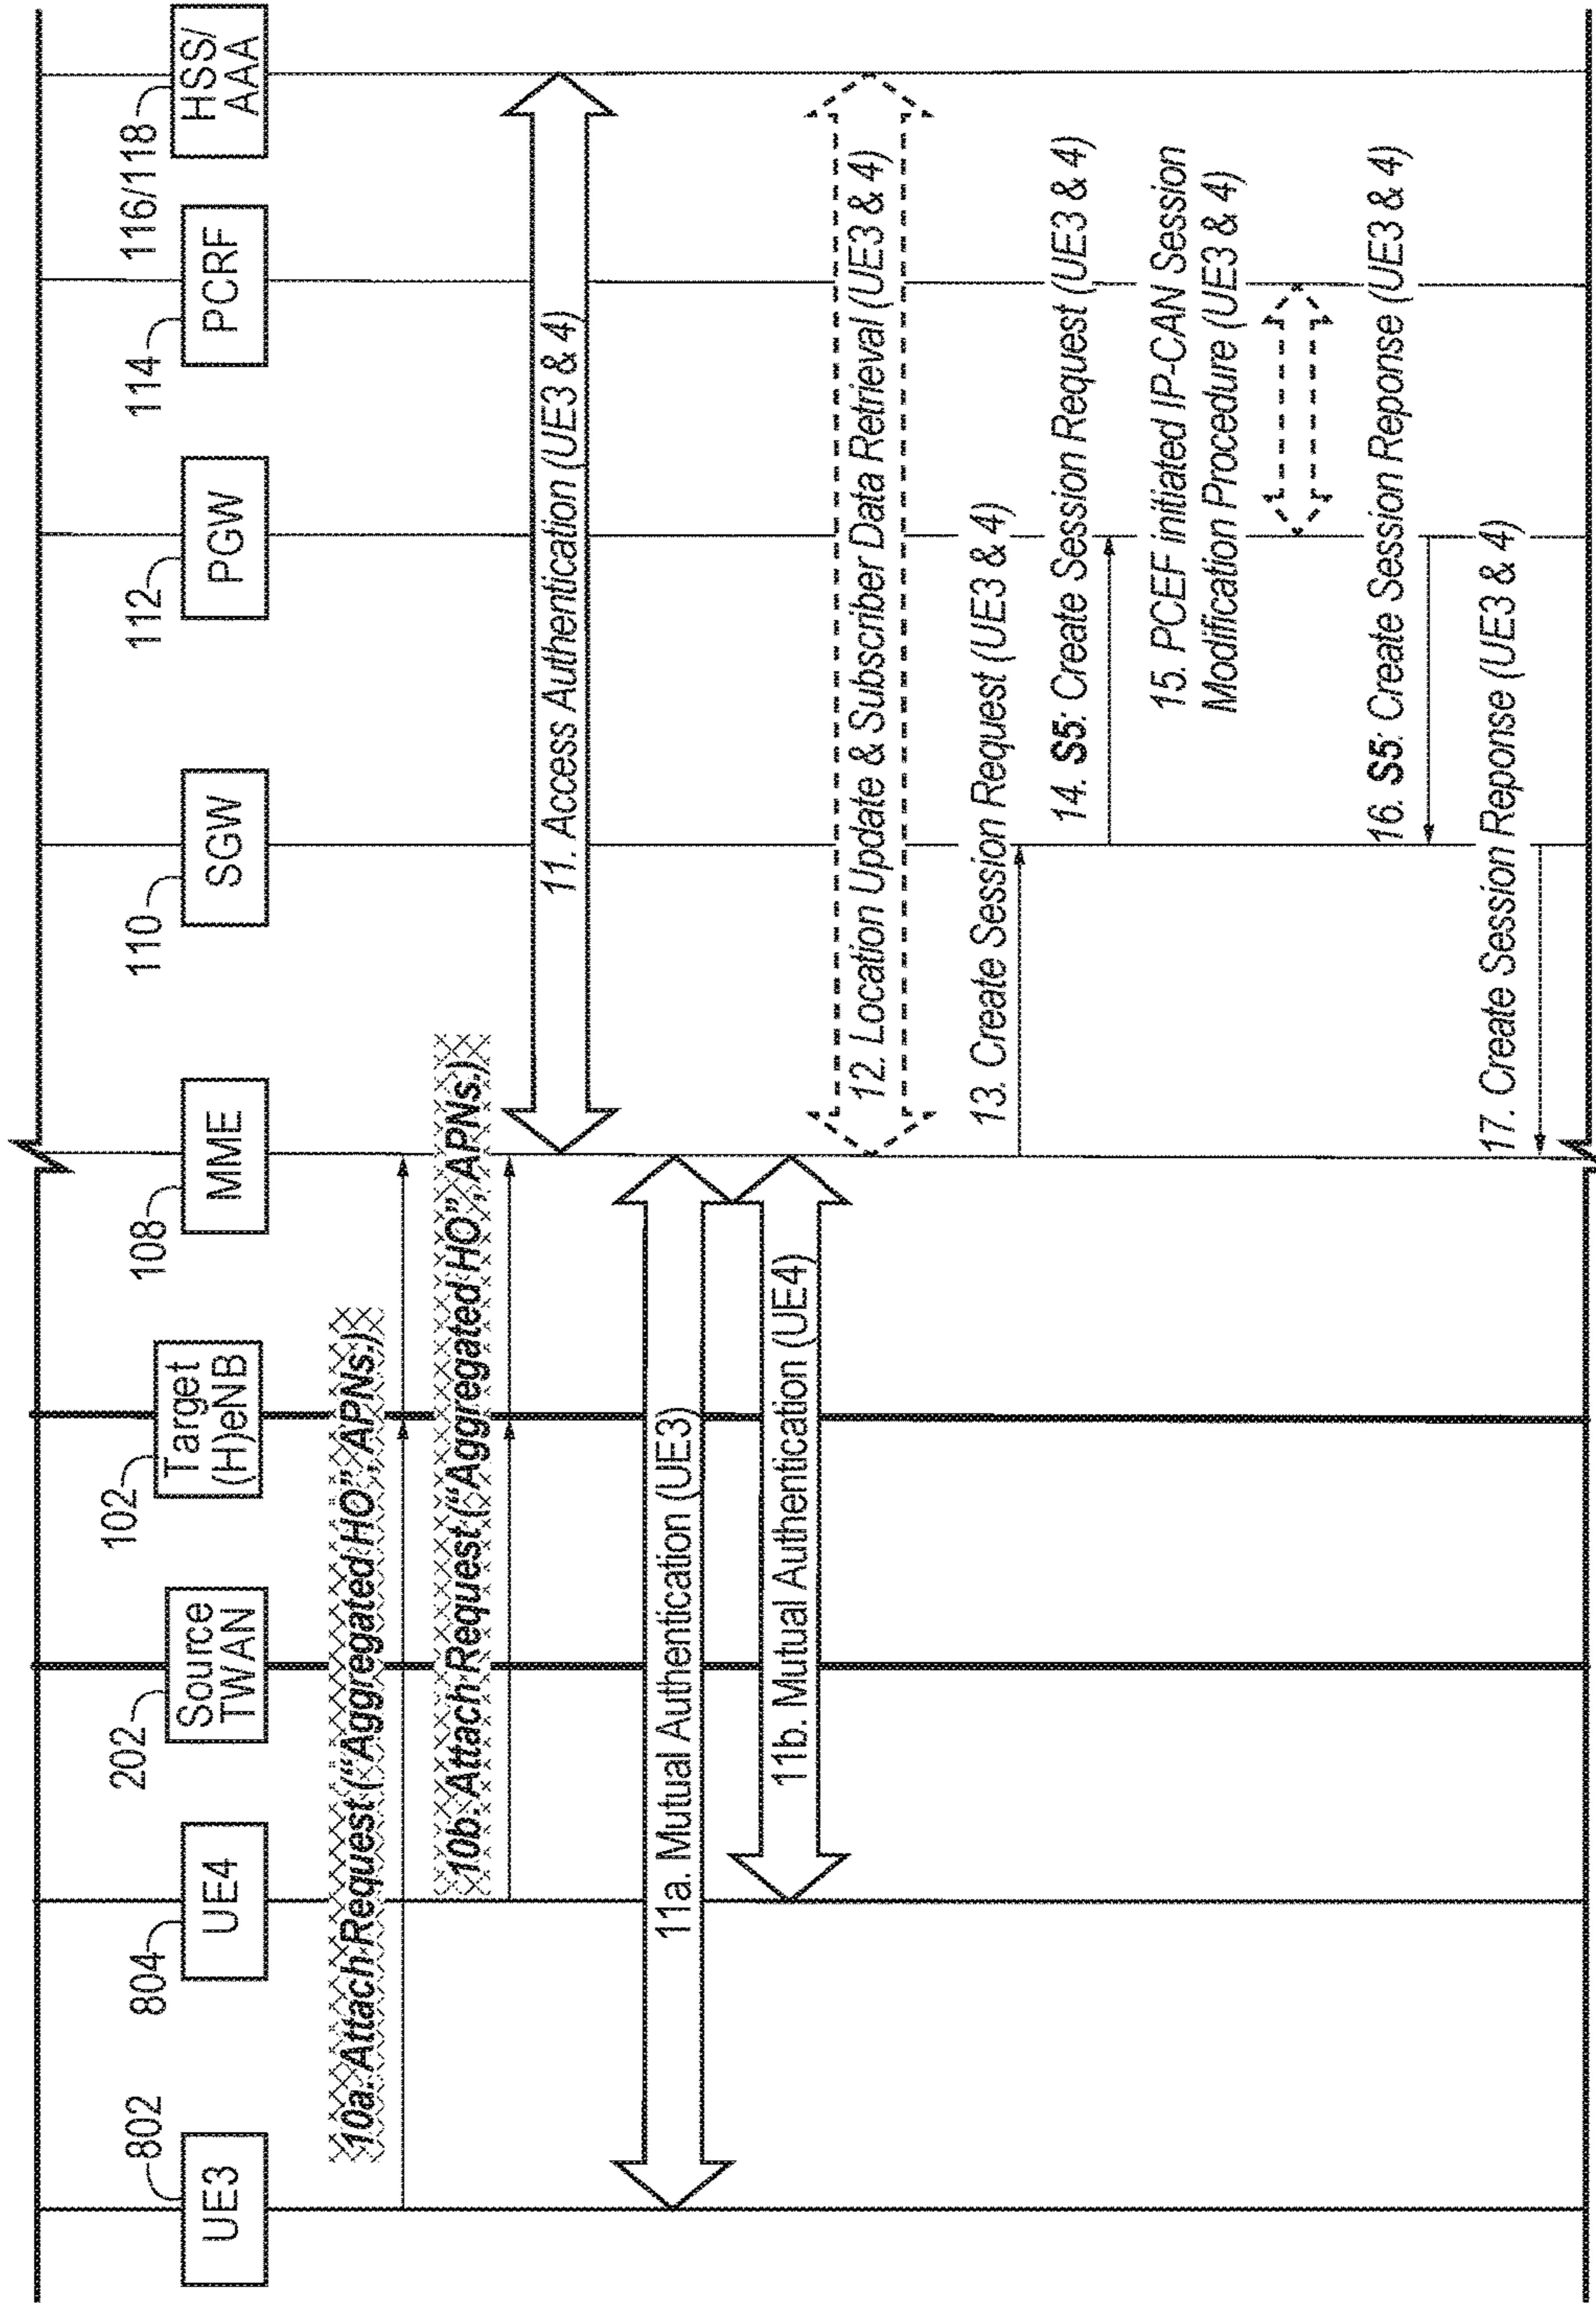 802
UE3
804
UE4
202
Source
TWAN
102
Target
(H)eNB
108
MME
110
SGW
112
PGW
114
PCRF
116/118
HSS/
AAA
10a. Attach Request (“Aggregated HO”, APNs.)
10b. Attach Request (“Aggregated HO”, APNs.)
11. Access Authentication (UE3 & 4)
11a. Mutual Authentication (UE3)
11b. Mutual Authentication (UE4)
12. Location Update & Subscriber Data Retrieval (UE3 & 4)
13. Create Session Request (UE3 & 4)
14. S5: Create Session Request (UE3 & 4)
15. PCEF initiated IP-CAN Session
Modification Procedure (UE3 & 4)
16. S5: Create Session Reponse (UE3 & 4)
17. Create Session Reponse (UE3 & 4)